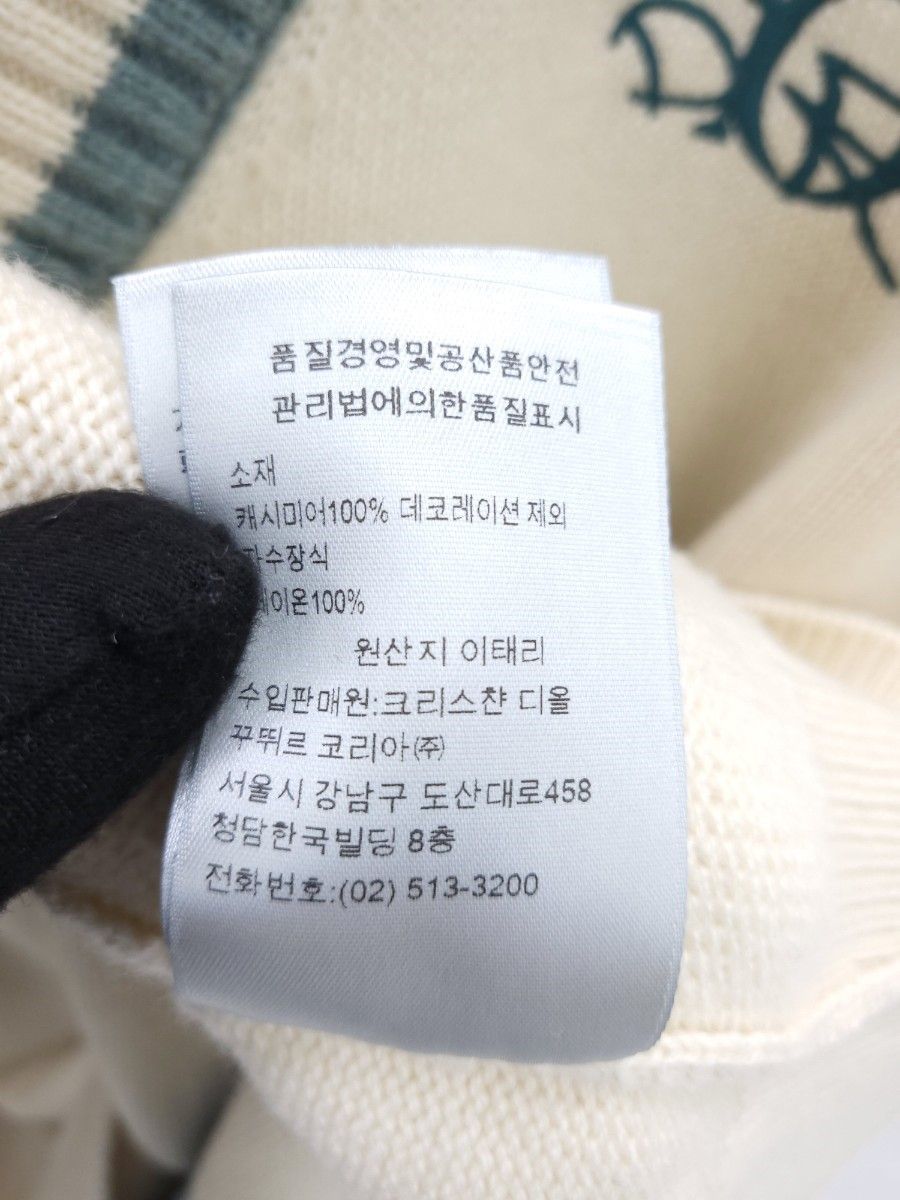 품질경영및공산품안전
관리법에의한품질표시
소재
캐시미어100% 데코레이션제외
수장식
이온100%
원산지 이태리
수입판매원:크리스챤 디올
꾸뛰르 코리아㈜
서울시 강남구 도산대로458
청담한국빌딩 8층
전화번호:(02) 513-3200